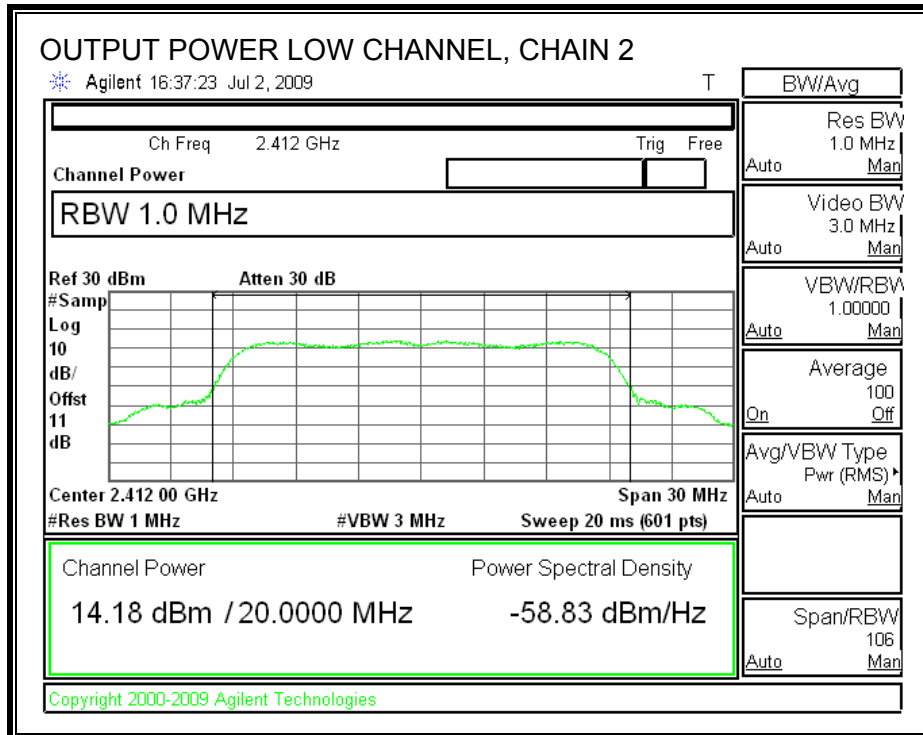 OUTPUT POWER LOW CHANNEL, CHAIN 2
Agilent 16:37:23 Jul 2, 2009 T
Ch Freq 2.412 GHz Trig Free
Channel Power
RBW 1.0 MHz
Ref 30 dBm Atten 30 dB
#Samp
Log
10
dB/
Offst
11
dB
Center 2.412 00 GHz Span 30 MHz
#Res BW 1 MHz #VBW 3 MHz Sweep 20 ms (601 pts)
Channel Power Power Spectral Density
14.18 dBm / 20.0000 MHz -58.83 dBm/Hz
Copyright 2000-2009 Agilent Technologies
BW/Avg
Res BW
1.0 MHz
Auto Man
Video BW
3.0 MHz
Auto Man
VBW/RBW
1.00000
Auto Man
Average
100
On Off
Avg/VBW Type
Pwr (RMS)
Auto Man
Span/RBW
106
Auto Man